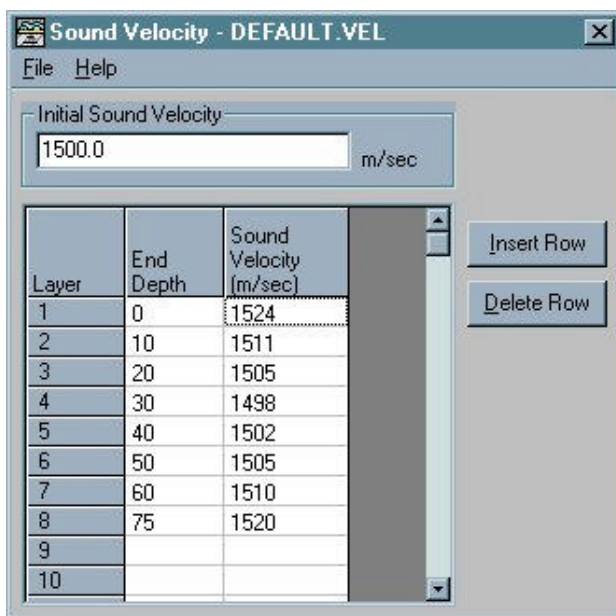 Sound Velocity - DEFAULT.VEL
File Help
Initial Sound Velocity
1500.0 m/sec
Layer End Depth Sound Velocity (m/sec)
1 0 1524
2 10 1511
3 20 1505
4 30 1498
5 40 1502
6 50 1505
7 60 1510
8 75 1520
9
10
Insert Row
Delete Row